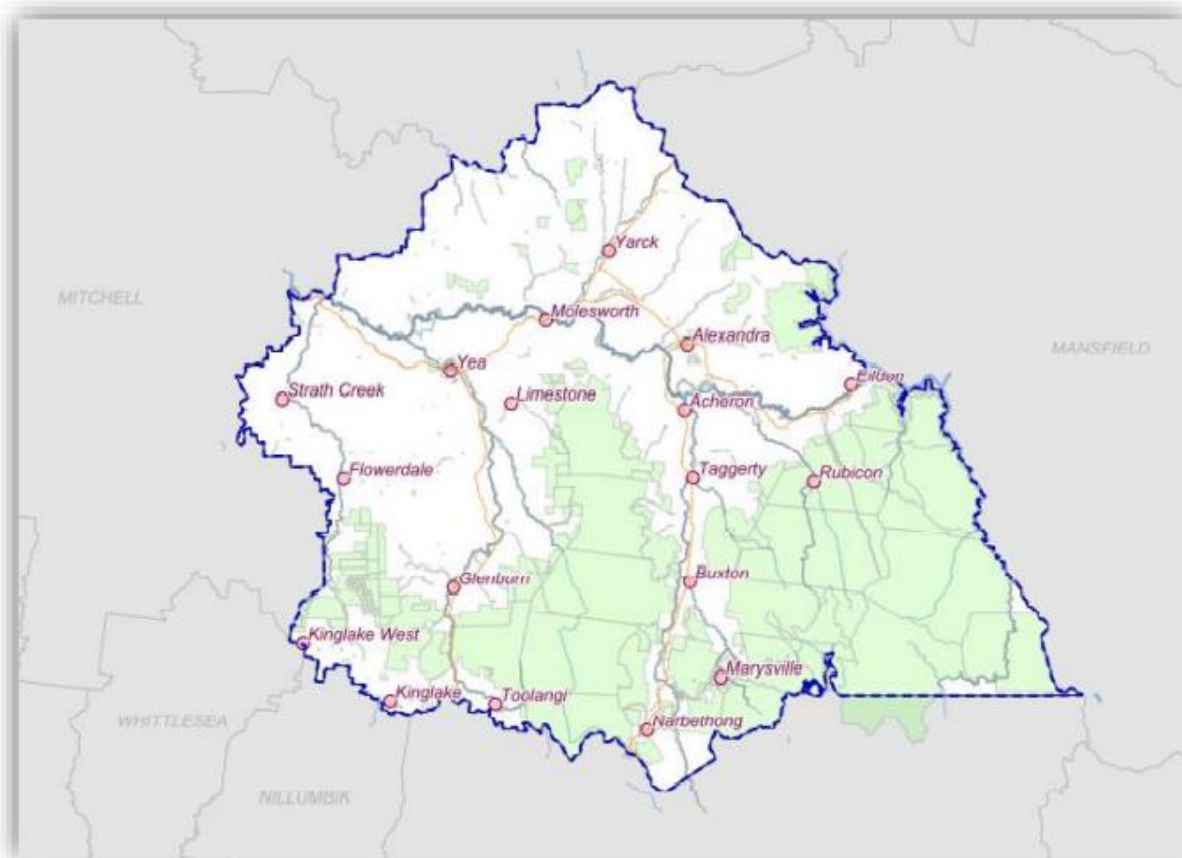 Yarck
MITCHELL
Molesworth
Alexandra
MANSFIELD
Yea
Eildon
Strath Creek
Limestone
Acheron
Flowerdale
Taggerty
Rubicon
Buxton
Glenburn
Kinglake West
Marysville
Kinglake
Toolangi
WHITTLESEA
Narbethong
NILLUMBIK